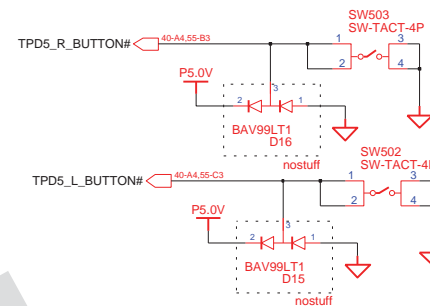 SW503
SW-TACT-4P
TPD5_R_BUTTON# 40-A4,55-B3
1 3
2 4
P5.0V
3
2 1
BAV99LT1
D16
nostuff
SW502
SW-TACT-4P
TPD5_L_BUTTON# 40-A4,55-C3
1 3
2 4
P5.0V
3
2 1
BAV99LT1
D15
nostuff